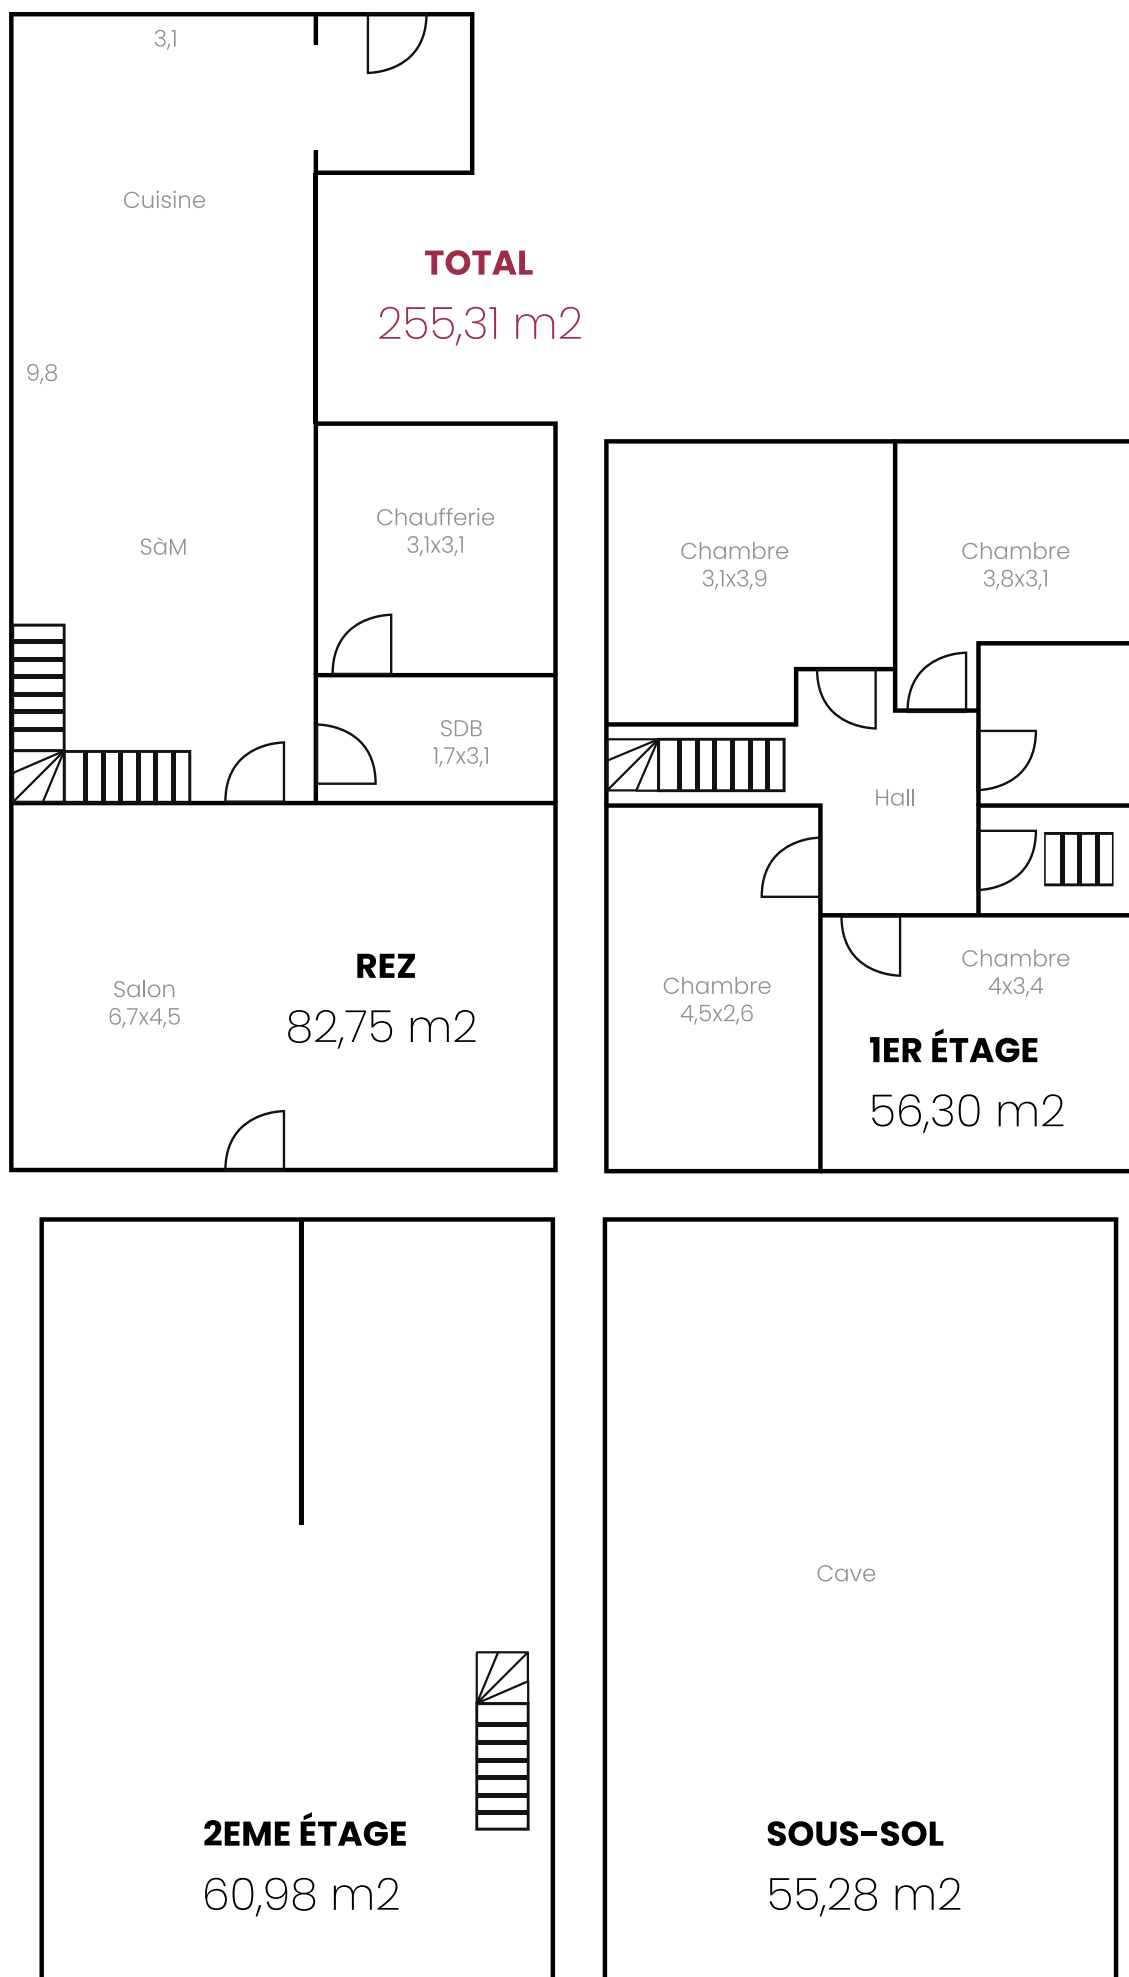 3,1
Cuisine
TOTAL
255,31 m2
9,8
SàM
Chaufferie
3,1x3,1
SDB
1,7x3,1
Salon
6,7x4,5
REZ
82,75 m2
Chambre
3,1x3,9
Chambre
3,8x3,1
Hall
Chambre
4,5x2,6
Chambre
4x3,4
1ER ÉTAGE
56,30 m2
2EME ÉTAGE
60,98 m2
Cave
SOUS-SOL
55,28 m2